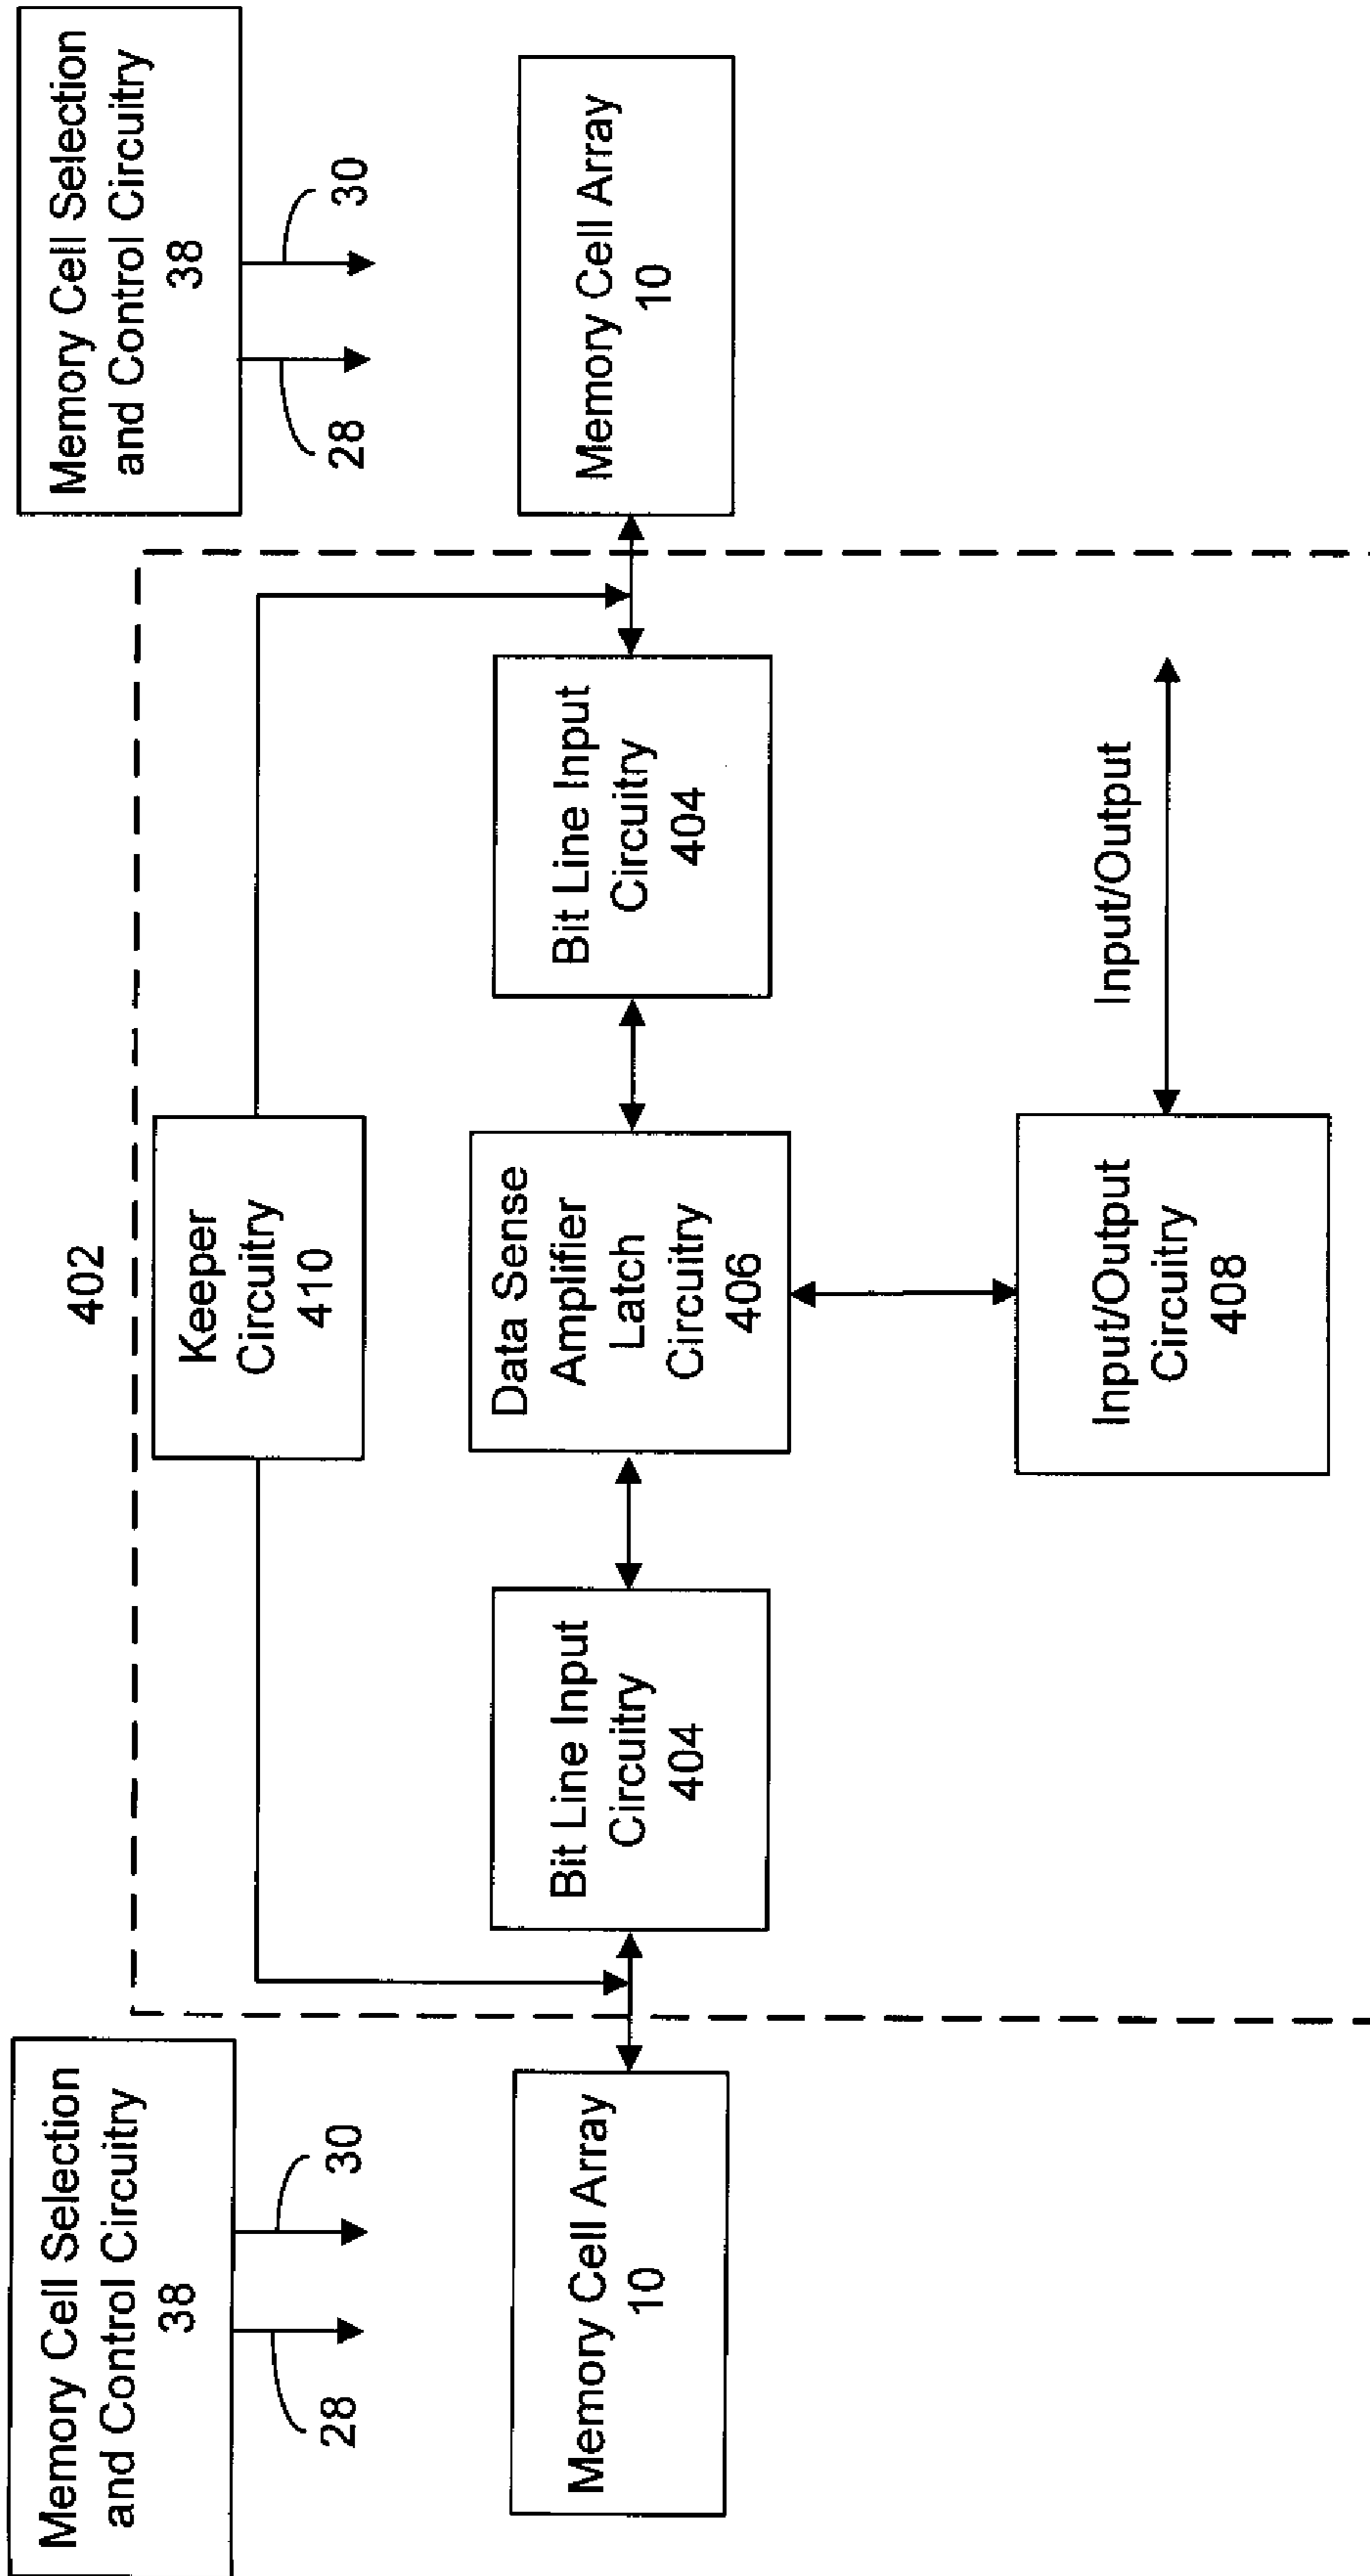 Memory Cell Selection
and Control Circuitry
38
28
30
Memory Cell Array
10
402
Keeper
Circuitry
410
Bit Line Input
Circuitry
404
Data Sense
Amplifier
Latch
Circuitry
406
Bit Line Input
Circuitry
404
Input/Output
Circuitry
408
Input/Output
Memory Cell Selection
and Control Circuitry
38
28
30
Memory Cell Array
10